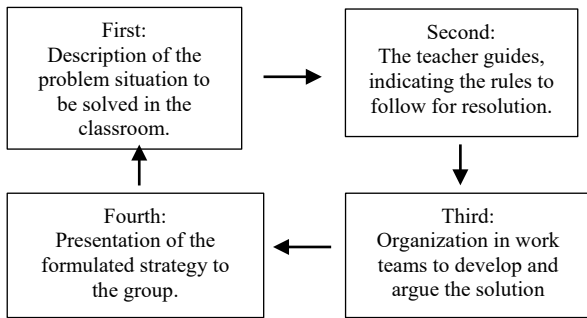 First:
Description of the
problem situation to
be solved in the
classroom.
Second:
The teacher guides,
indicating the rules to
follow for resolution.
Third:
Organization in work
teams to develop and
argue the solution
Fourth:
Presentation of the
formulated strategy to
the group.